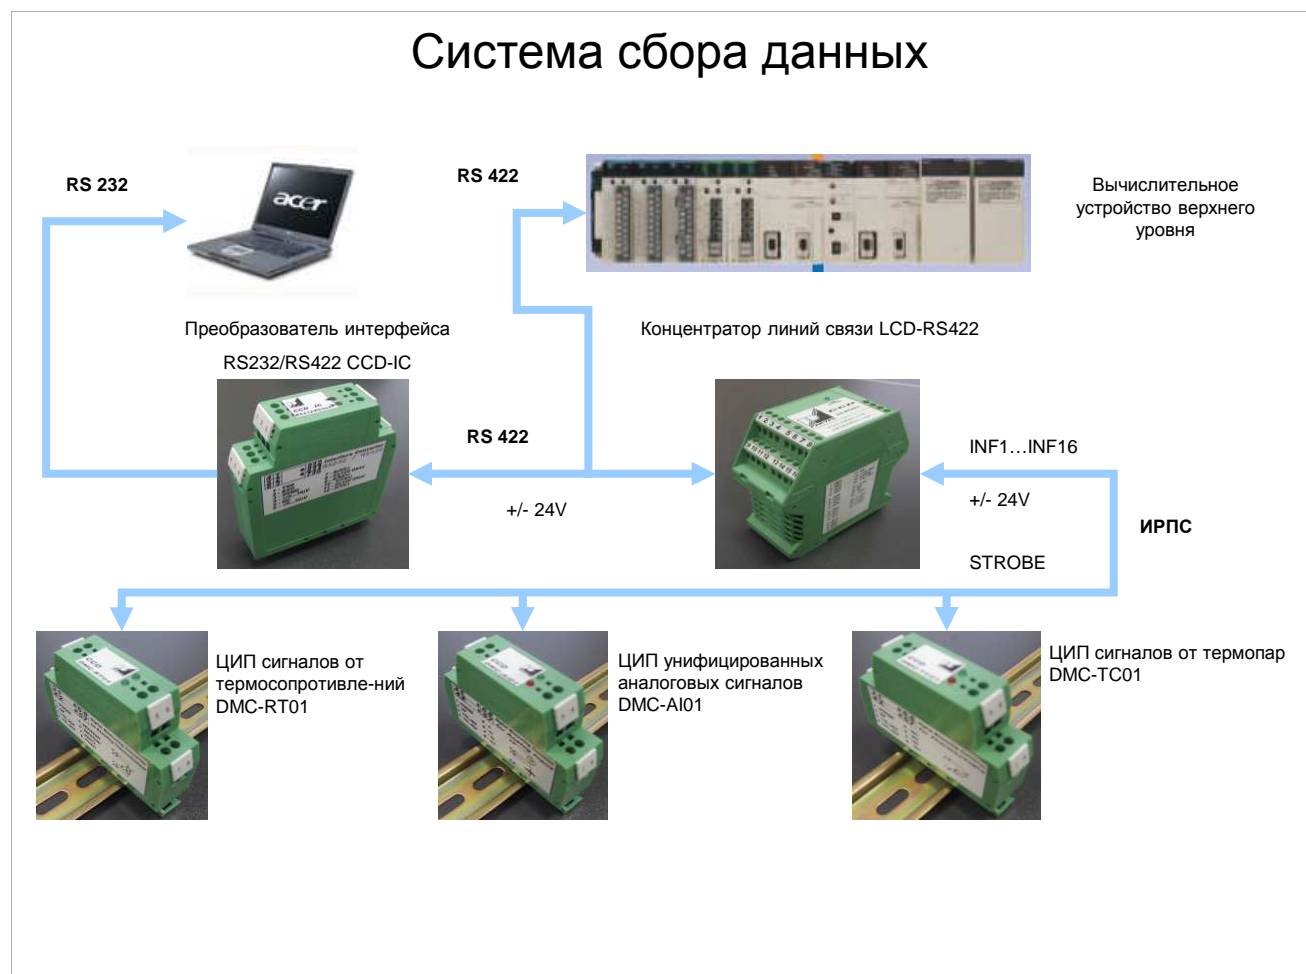 Система сбора данных
RS 232
acer
RS 422
Вычислительное
устройство верхнего
уровня
Преобразователь интерфейса
RS232/RS422 CCD-IC
Концентратор линий связи LCD-RS422
RS 422
+/- 24V
INF1…INF16
+/- 24V
STROBE
ИРПС
ЦИП сигналов от
термосопротивле-ний
DMC-RT01
ЦИП унифицированных
аналоговых сигналов
DMC-AI01
ЦИП сигналов от термопар
DMC-TC01